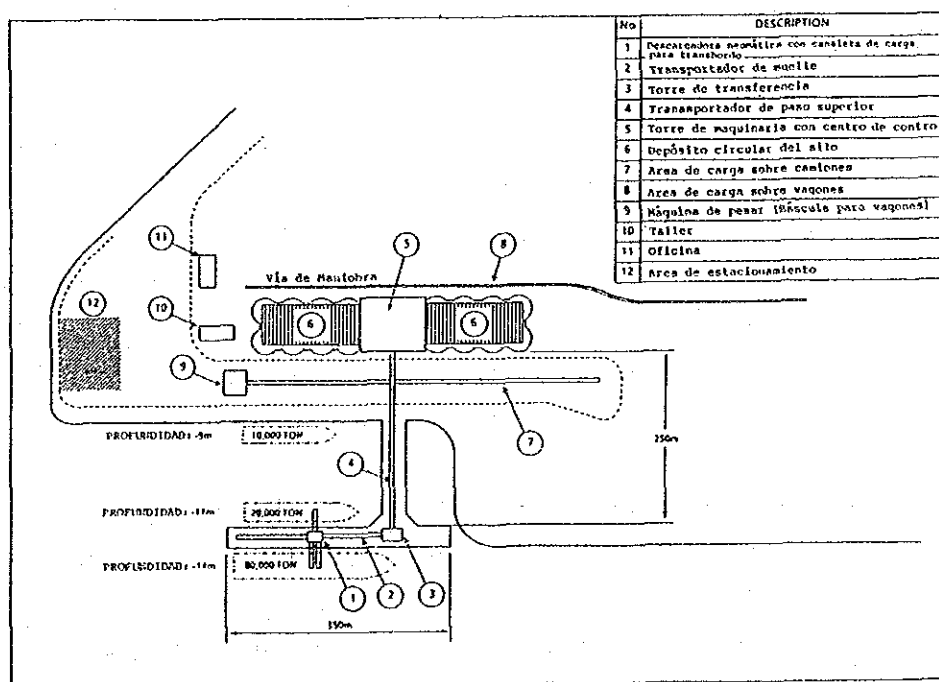 No DESCRIPTION
1 Descargadora neomática con canaleta de carga
para transbordo
2 Transportador de muelle
3 Torre de transferencia
4 Transportador de paso superior
5 Torre de maquinaria con centro de contro
6 Depósito circular del silo
7 Area de carga sobre camiones
8 Area de carga sobre vagones
9 Máquina de pesar (Báscula para vagones)
10 Taller
11 Oficina
12 Area de estacionamiento
11
5
8
Vía de Maniobra
12
10
6
6
9
7
PROFUNDIDAD: -9m
10,000 TON
250m
4
PROFUNDIDAD:
20,000 TON
PROFUNDIDAD:
80,000 TON
1
2
3
350m